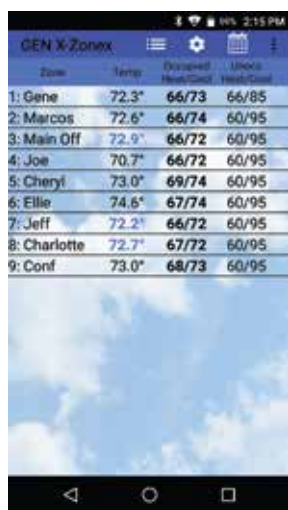 2:15 PM
GEN X-Zonex
Zone Temp Occupied Heat/Cool Unocc Heat/Cool
1: Gene 72.3° 66/73 66/85
2: Marcos 72.6° 66/74 60/95
3: Main Off 72.9° 66/72 60/95
4: Joe 70.7° 66/72 60/95
5: Cheryl 73.0° 69/74 60/95
6: Ellie 74.6° 67/74 60/95
7: Jeff 72.2° 66/72 60/95
8: Charlotte 72.7° 67/72 60/95
9: Conf 73.0° 68/73 60/95